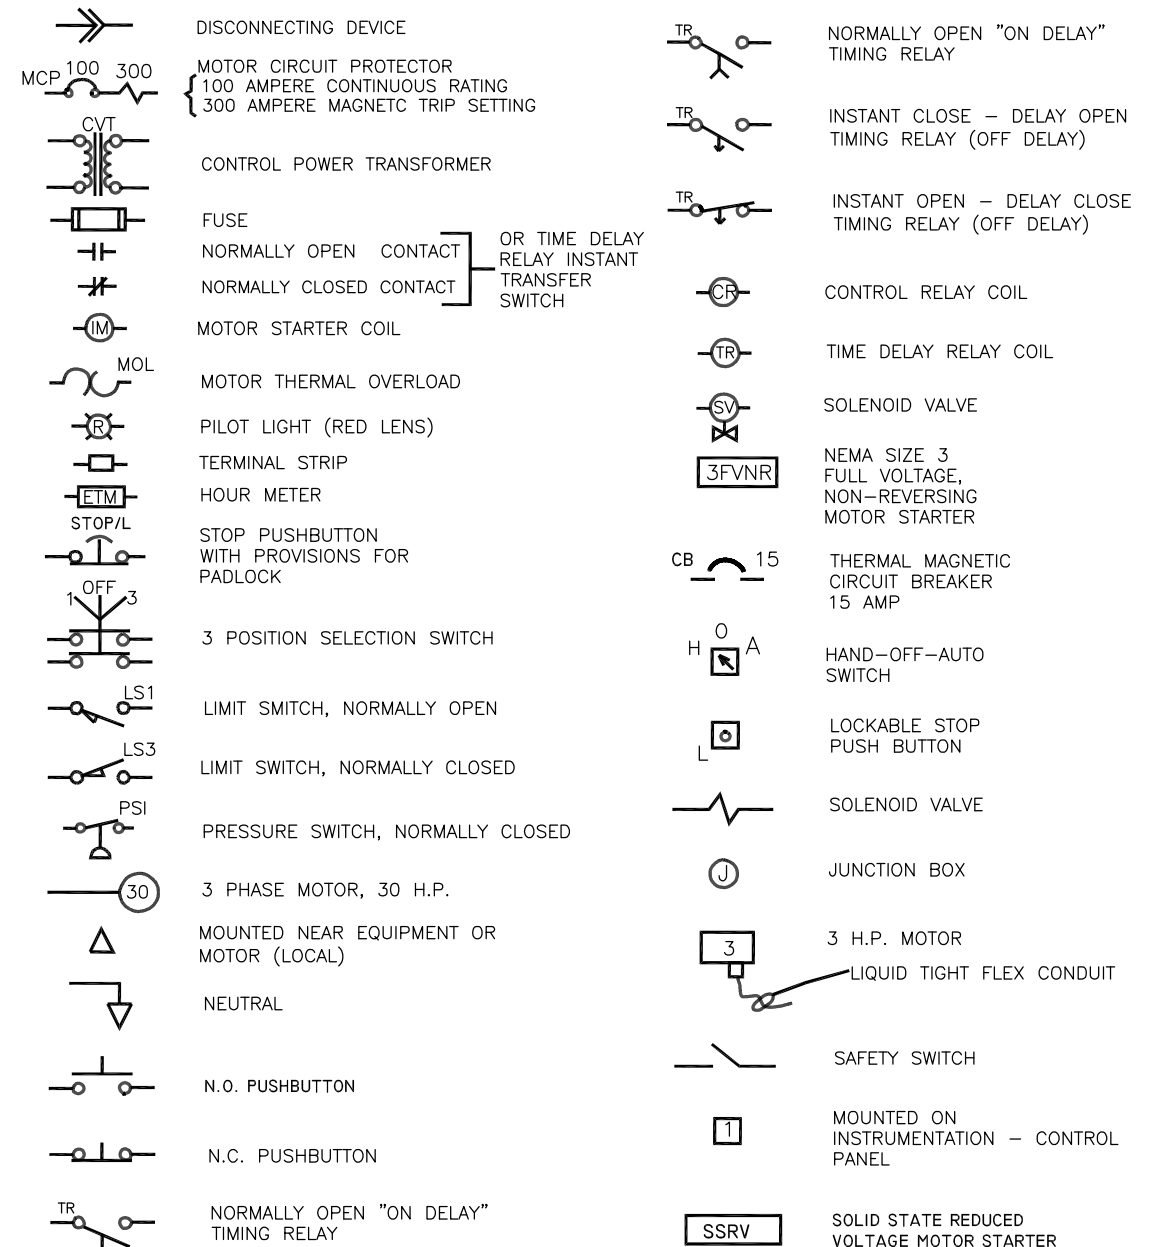 DISCONNECTING DEVICE
MCP 100 300
MOTOR CIRCUIT PROTECTOR
100 AMPERE CONTINUOUS RATING
300 AMPERE MAGNETC TRIP SETTING
CVT
CONTROL POWER TRANSFORMER
FUSE
NORMALLY OPEN CONTACT
NORMALLY CLOSED CONTACT
OR TIME DELAY
RELAY INSTANT
TRANSFER
SWITCH
IM
MOTOR STARTER COIL
MOL
MOTOR THERMAL OVERLOAD
R
PILOT LIGHT (RED LENS)
TERMINAL STRIP
ETM
HOUR METER
STOP/L
STOP PUSHBUTTON
WITH PROVISIONS FOR
PADLOCK
1 OFF 3
3 POSITION SELECTION SWITCH
LS1
LIMIT SMITCH, NORMALLY OPEN
LS3
LIMIT SWITCH, NORMALLY CLOSED
PSI
PRESSURE SWITCH, NORMALLY CLOSED
30
3 PHASE MOTOR, 30 H.P.
MOUNTED NEAR EQUIPMENT OR
MOTOR (LOCAL)
NEUTRAL
N.O. PUSHBUTTON
N.C. PUSHBUTTON
TR
NORMALLY OPEN "ON DELAY"
TIMING RELAY
TR
NORMALLY OPEN "ON DELAY"
TIMING RELAY
TR
INSTANT CLOSE – DELAY OPEN
TIMING RELAY (OFF DELAY)
TR
INSTANT OPEN – DELAY CLOSE
TIMING RELAY (OFF DELAY)
CR
CONTROL RELAY COIL
TR
TIME DELAY RELAY COIL
SV
SOLENOID VALVE
3FVNR
NEMA SIZE 3
FULL VOLTAGE,
NON–REVERSING
MOTOR STARTER
CB 15
THERMAL MAGNETIC
CIRCUIT BREAKER
15 AMP
H O A
HAND–OFF–AUTO
SWITCH
L
LOCKABLE STOP
PUSH BUTTON
SOLENOID VALVE
J
JUNCTION BOX
3
3 H.P. MOTOR
LIQUID TIGHT FLEX CONDUIT
SAFETY SWITCH
1
MOUNTED ON
INSTRUMENTATION – CONTROL
PANEL
SSRV
SOLID STATE REDUCED
VOLTAGE MOTOR STARTER